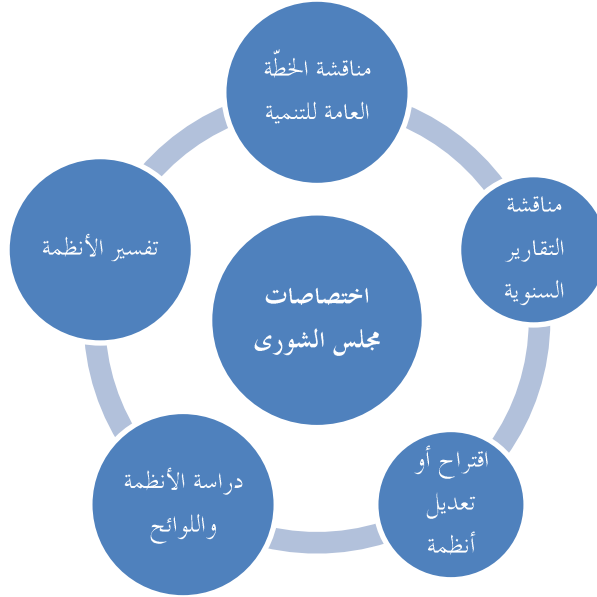 مناقشة الخطّة
العامة للتنمية
مناقشة
التقارير
السنوية
تفسير الأنظمة
اختصاصات
مجلس الشورى
اقتراح أو
تعديل
أنظمة
دراسة الأنظمة
واللوائح